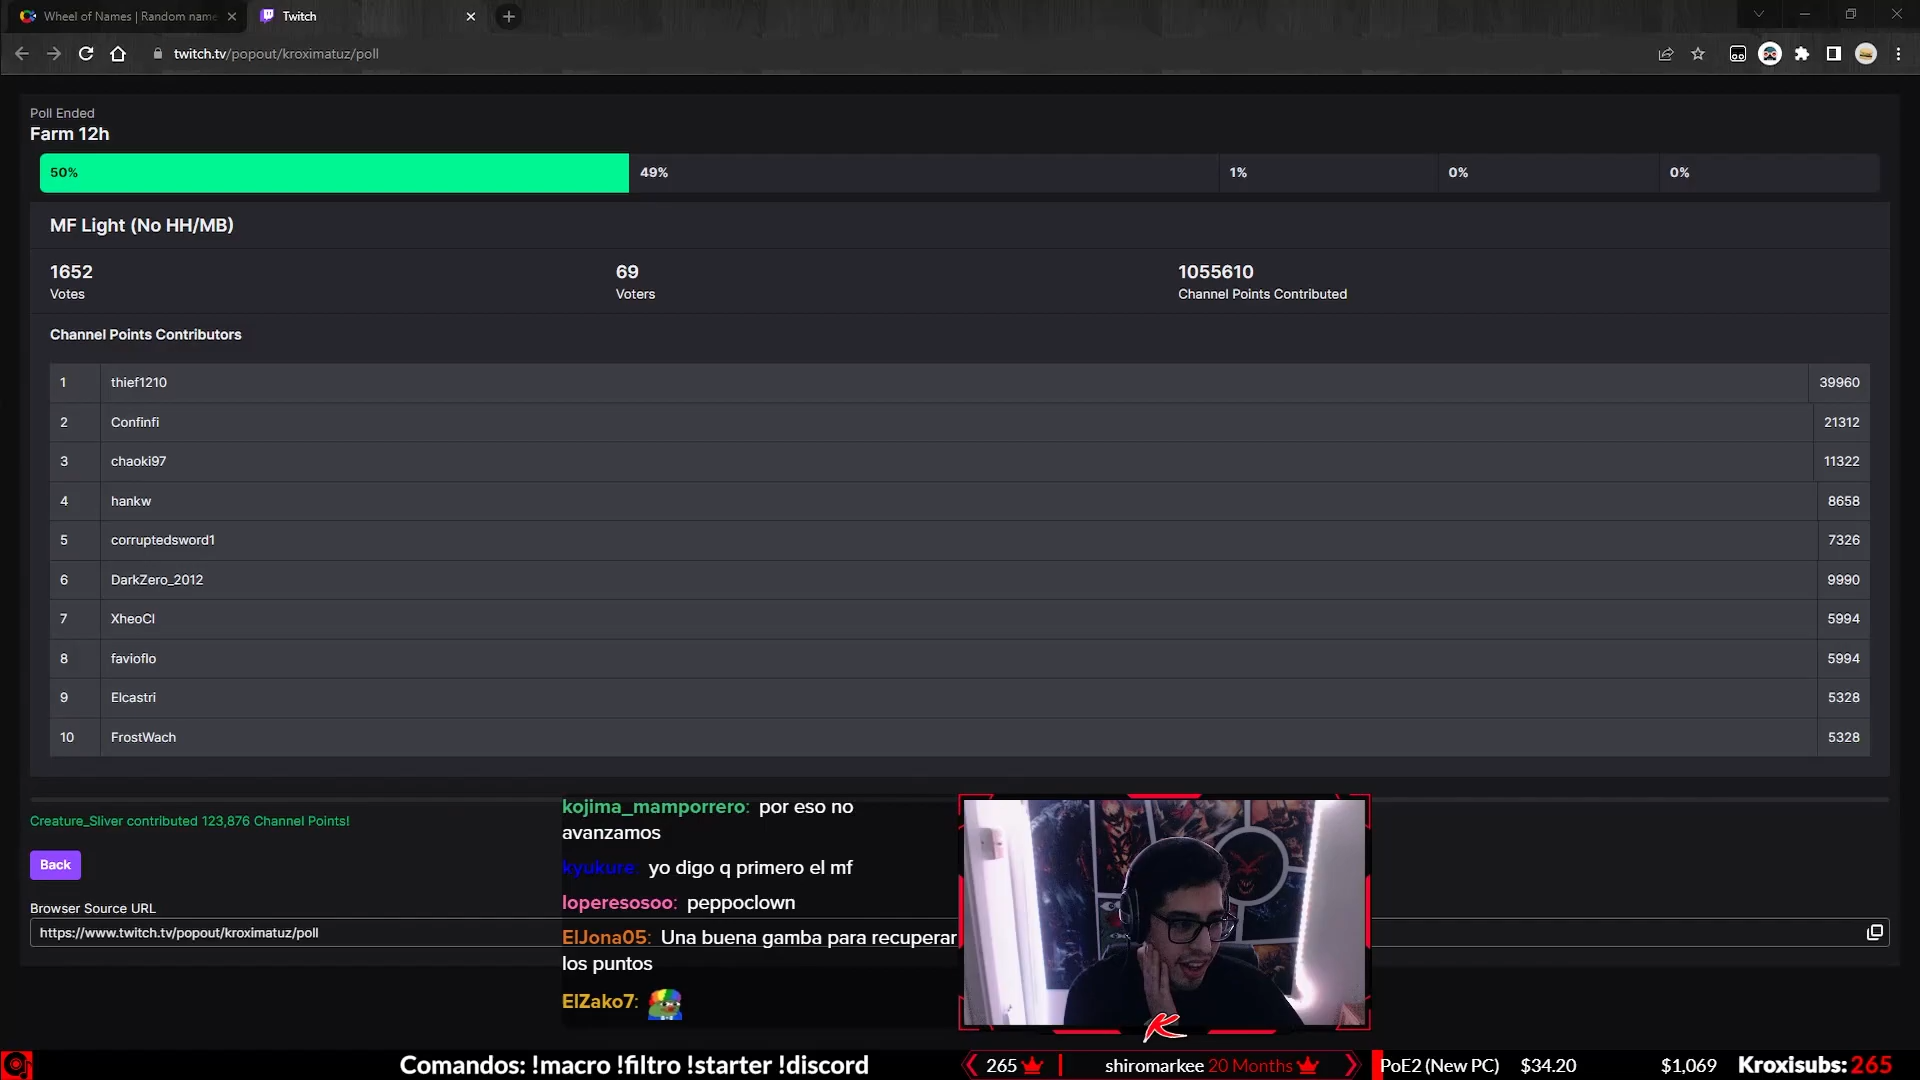 Wheel of Names | Random name
Twitch
twitch.tv/popout/kroximatuz/poll
Poll Ended
Farm 12h
50%
49%
1%
0%
0%
MF Light (No HH/MB)
1652
69
1055610
Votes
Voters
Channel Points Contributed
Channel Points Contributors
1 thief1210 39960
2 Confinfi 21312
3 chaoki97 11322
4 hankw 8658
5 corruptedsword1 7326
6 DarkZero_2012 9990
7 XheoCl 5994
8 favioflo 5994
9 Elcastri 5328
10 FrostWach 5328
Creature_Sliver contributed 123,876 Channel Points!
Back
Browser Source URL
https://www.twitch.tv/popout/kroximatuz/poll
kojima_mamporrero: por eso no
avanzamos
kyukure: yo digo q primero el mf
loperesosoo: peppoclown
ElJona05: Una buena gamba para recuperar
los puntos
ElZako7:
Comandos: !macro !filtro !starter !discord
265
shiromarkee 20 Months
PoE2 (New PC) $34.20 $1,069
Kroxisubs: 265